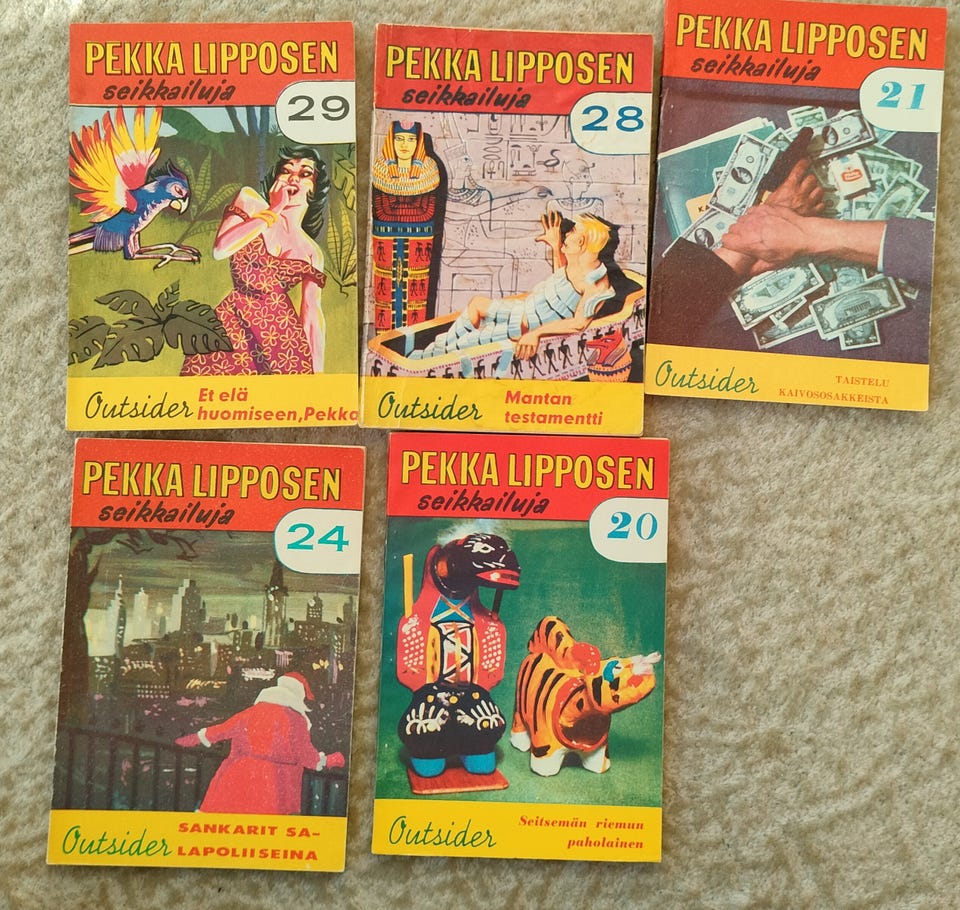 PEKKA LIPPOSEN
seikkailuja
29
Outsider
Et elä
huomiseen, Pekka
PEKKA LIPPOSEN
seikkailuja
28
Outsider
Mantan
testamentti
PEKKA LIPPOSEN
seikkailuja
21
Outsider
TAISTELU
KAIVOSOSAKKEISTA
PEKKA LIPPOSEN
seikkailuja
24
Outsider
SANKARIT SA-
LAPOLIISEINA
PEKKA LIPPOSEN
seikkailuja
20
Outsider
Seitsemän riemun
paholainen